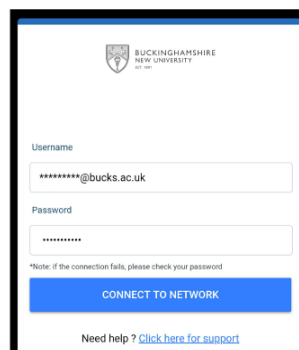 BUCKINGHAMSHIRE
NEW UNIVERSITY
EST. 1891
Username
*********@bucks.ac.uk
Password
•••••••••••
*Note: if the connection fails, please check your password
CONNECT TO NETWORK
Need help ? Click here for support